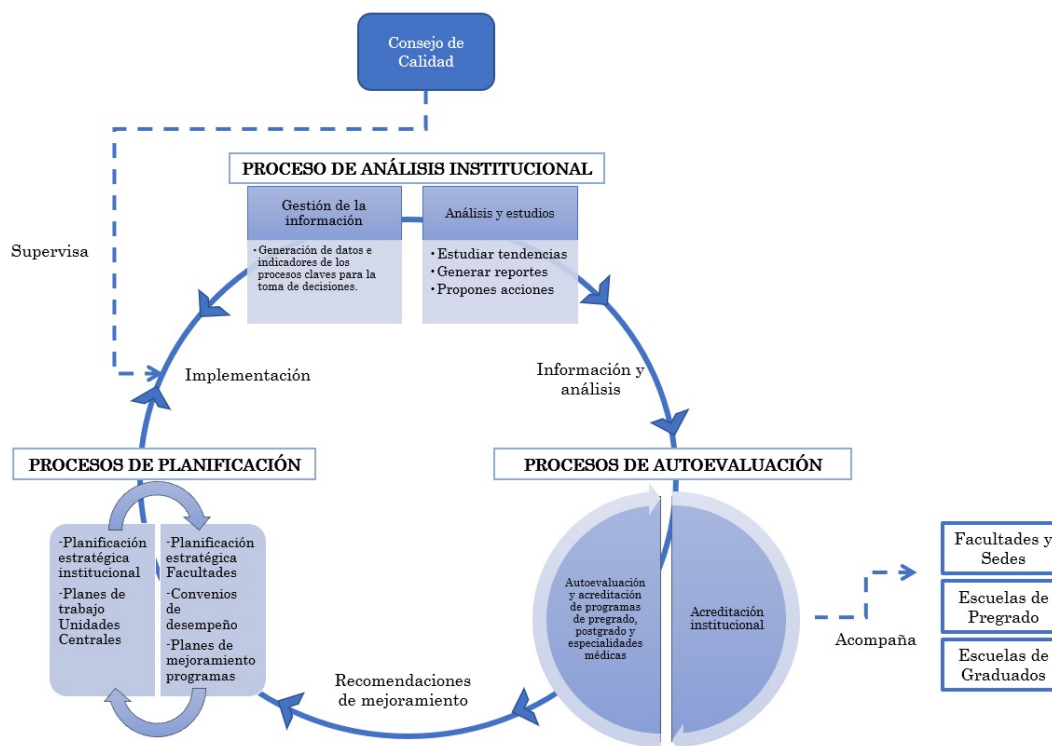 Consejo de
Calidad
PROCESO DE ANÁLISIS INSTITUCIONAL
Gestión de la
información
• Generación de datos e
indicadores de los
procesos claves para la
toma de decisiones.
Análisis y estudios
• Estudiar tendencias
• Generar reportes
• Propones acciones
Supervisa
Implementación
Información y
análisis
PROCESOS DE PLANIFICACIÓN
-Planificación
estratégica
institucional
-Planes de
trabajo
Unidades
Centrales
-Planificación
estratégica
Facultades
-Convenios
de
desempeño
-Planes de
mejoramiento
programas
PROCESOS DE AUTOEVALUACIÓN
Autoevaluación
y acreditación
de programas
de pregrado,
postgrado y
especialidades
médicas
Acreditación
institucional
Acompaña
Facultades y
Sedes
Escuelas de
Pregrado
Escuelas de
Graduados
Recomendaciones
de mejoramiento